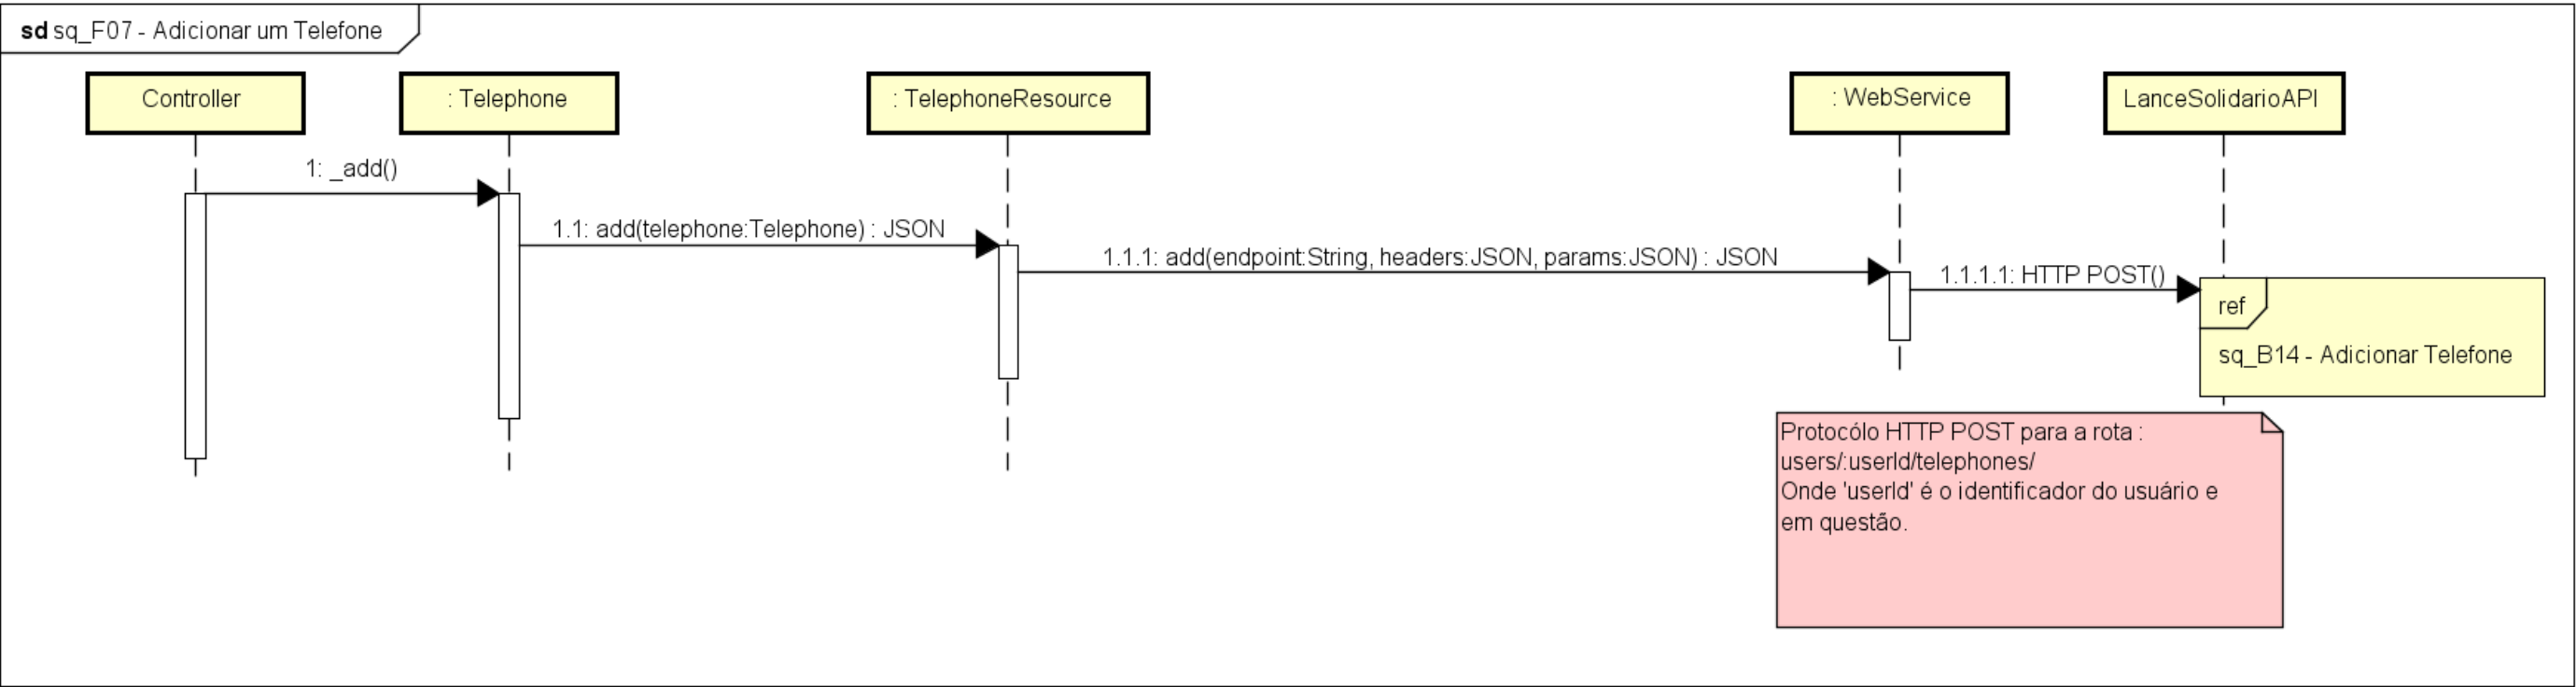 sd sq_F07 - Adicionar um Telefone
Controller
: Telephone
: TelephoneResource
: WebService
LanceSolidarioAPI
1: _add()
1.1: add(telephone:Telephone) : JSON
1.1.1: add(endpoint:String, headers:JSON, params:JSON) : JSON
1.1.1.1: HTTP POST()
ref
sq_B14 - Adicionar Telefone
Protocólo HTTP POST para a rota :
users/:userId/telephones/
Onde 'userId' é o identificador do usuário e
em questão.